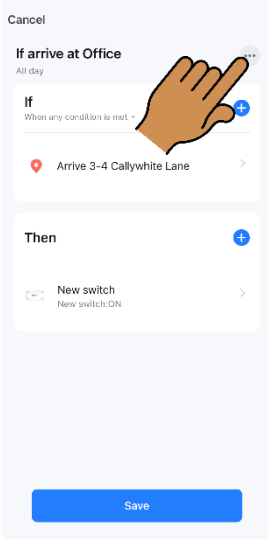 Cancel
If arrive at Office
All day
If
When any condition is met
Arrive 3-4 Callywhite Lane
Then
New switch
New switch:ON
Save